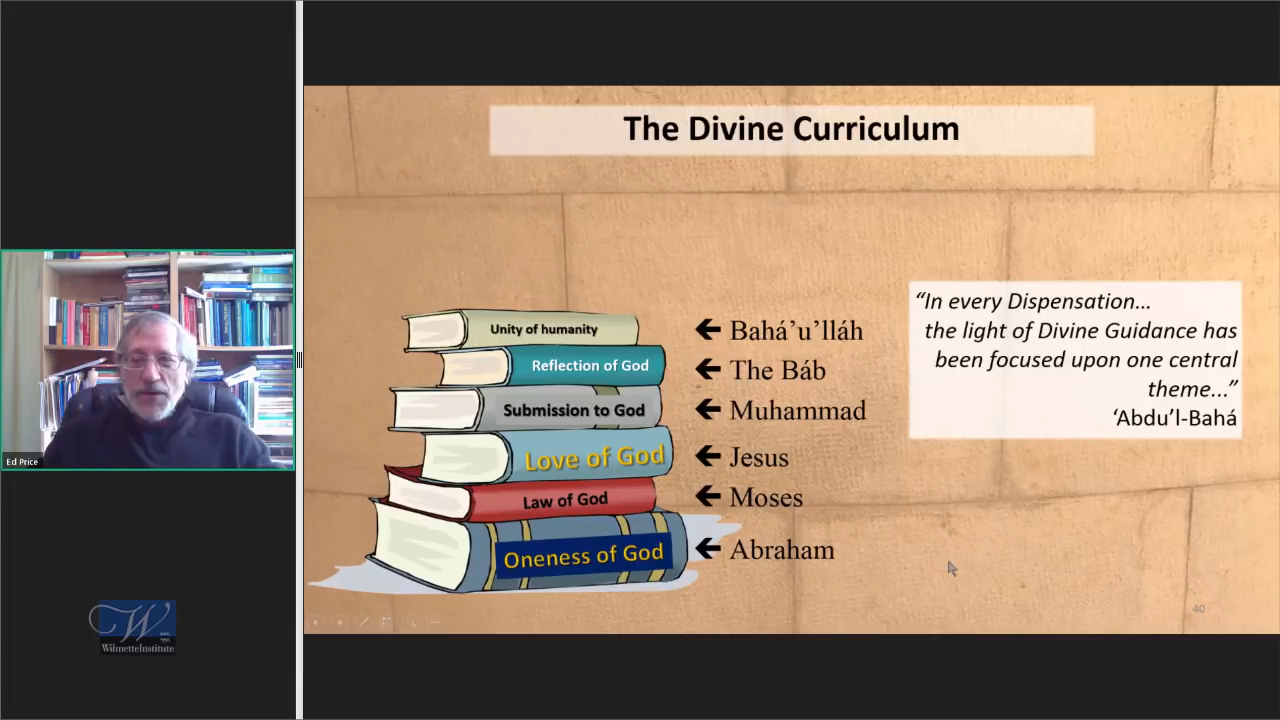 The Divine Curriculum
Unity of humanity
Bahá’u’lláh
Reflection of God
The Báb
Submission to God
Muhammad
Love of God
Jesus
Law of God
Moses
Oneness of God
Abraham
“In every Dispensation...
the light of Divine Guidance has
been focused upon one central
theme...”
‘Abdu’l-Bahá
40
Ed Price
W
WilmetteInstitute